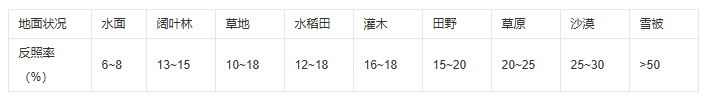 地面状况 水面 阔叶林 草地 水稻田 灌木 田野 草原 沙漠 雪被
反照率
（%） 6~8 13~15 10~18 12~18 16~18 15~20 20~25 25~30 >50